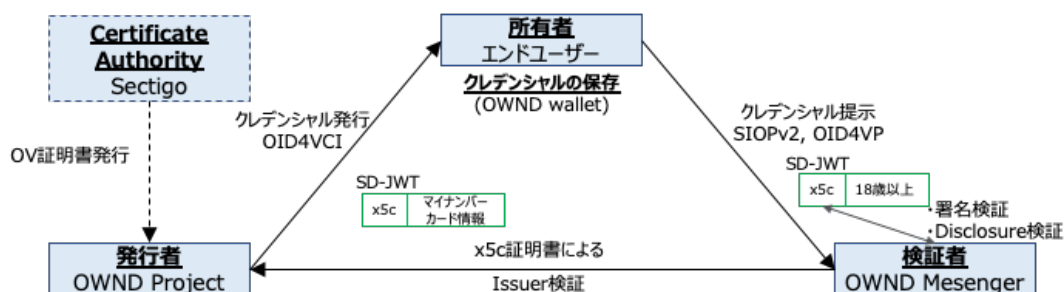 Certificate
Authority
Sectigo
所有者
エンドユーザー
クレデンシャルの保存
(OWND wallet)
クレデンシャル発行
OID4VCI
クレデンシャル提示
SIOPv2, OID4VP
OV証明書発行
SD-JWT
x5c
マイナンバー
カード情報
SD-JWT
x5c
18歳以上
・署名検証
・Disclosure検証
発行者
OWND Project
x5c証明書による
Issuer検証
検証者
OWND Mesenger